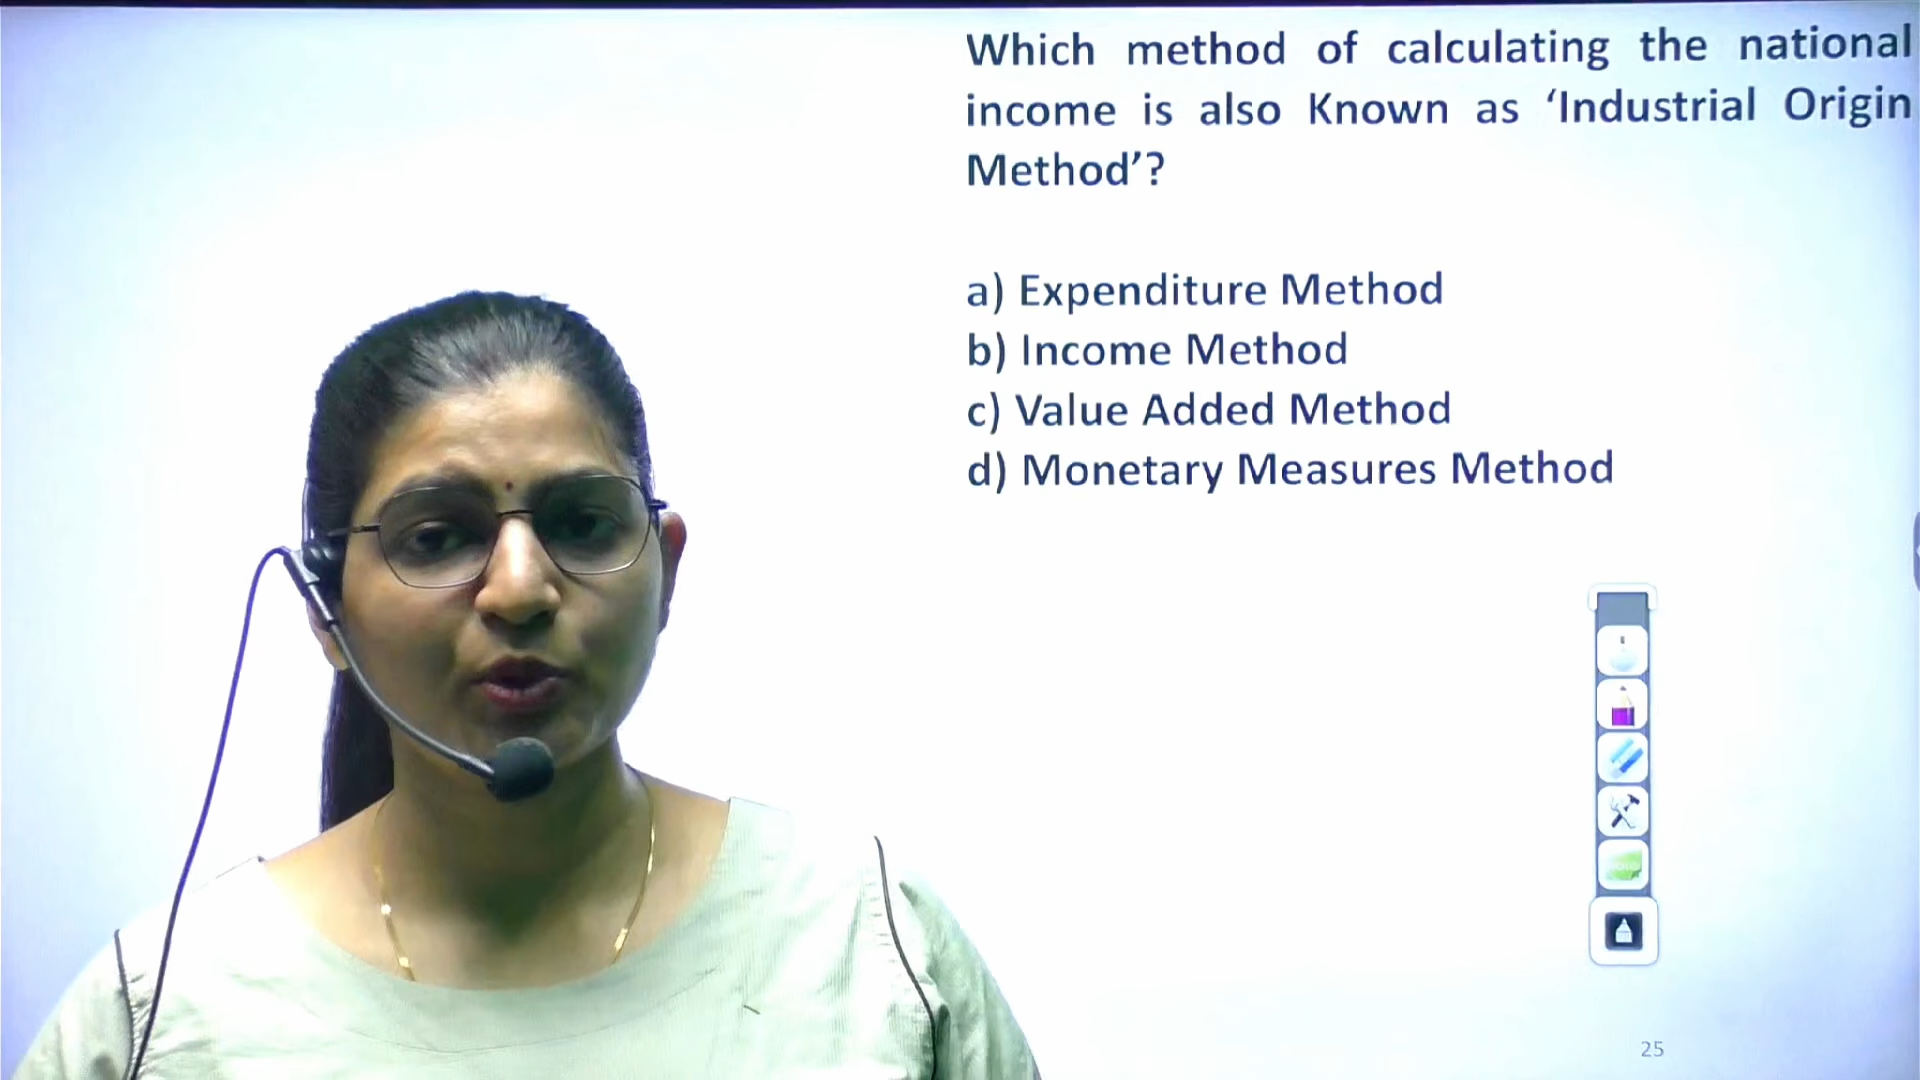 Which method of calculating the national
income is also Known as ‘Industrial Origin
Method’?
a) Expenditure Method
b) Income Method
c) Value Added Method
d) Monetary Measures Method
25